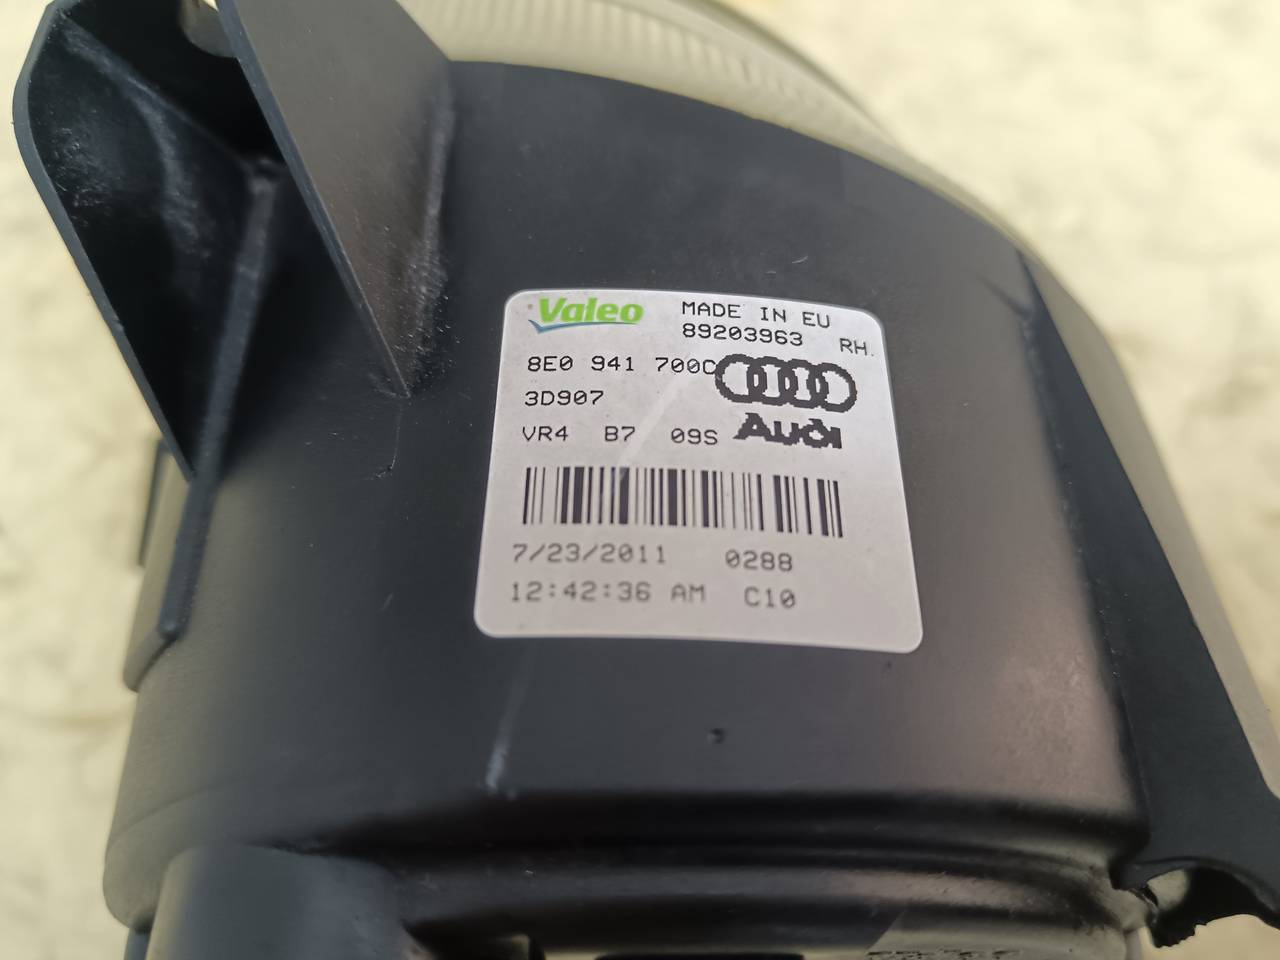 Valeo MADE IN EU
89203963 RH.
8E0 941 700C
3D907
Audi
VR4 B7 09S
7/23/2011 0288
12:42:36 AM C10